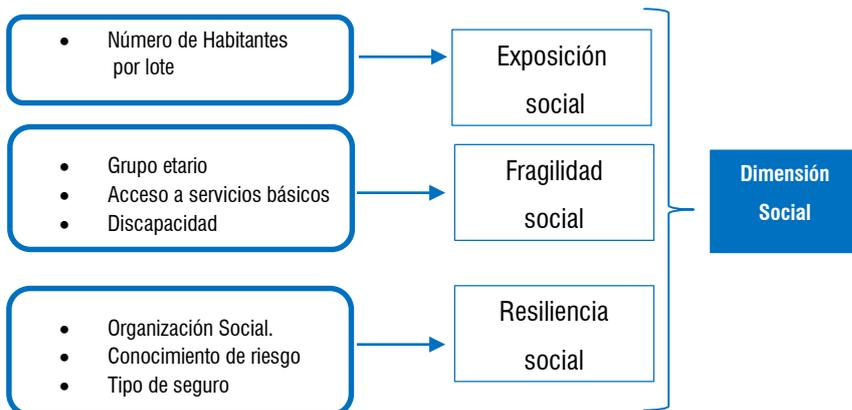 • Número de Habitantes
por lote
Exposición
social
• Grupo etario
• Acceso a servicios básicos
• Discapacidad
Fragilidad
social
• Organización Social.
• Conocimiento de riesgo
• Tipo de seguro
Resiliencia
social
Dimensión
Social